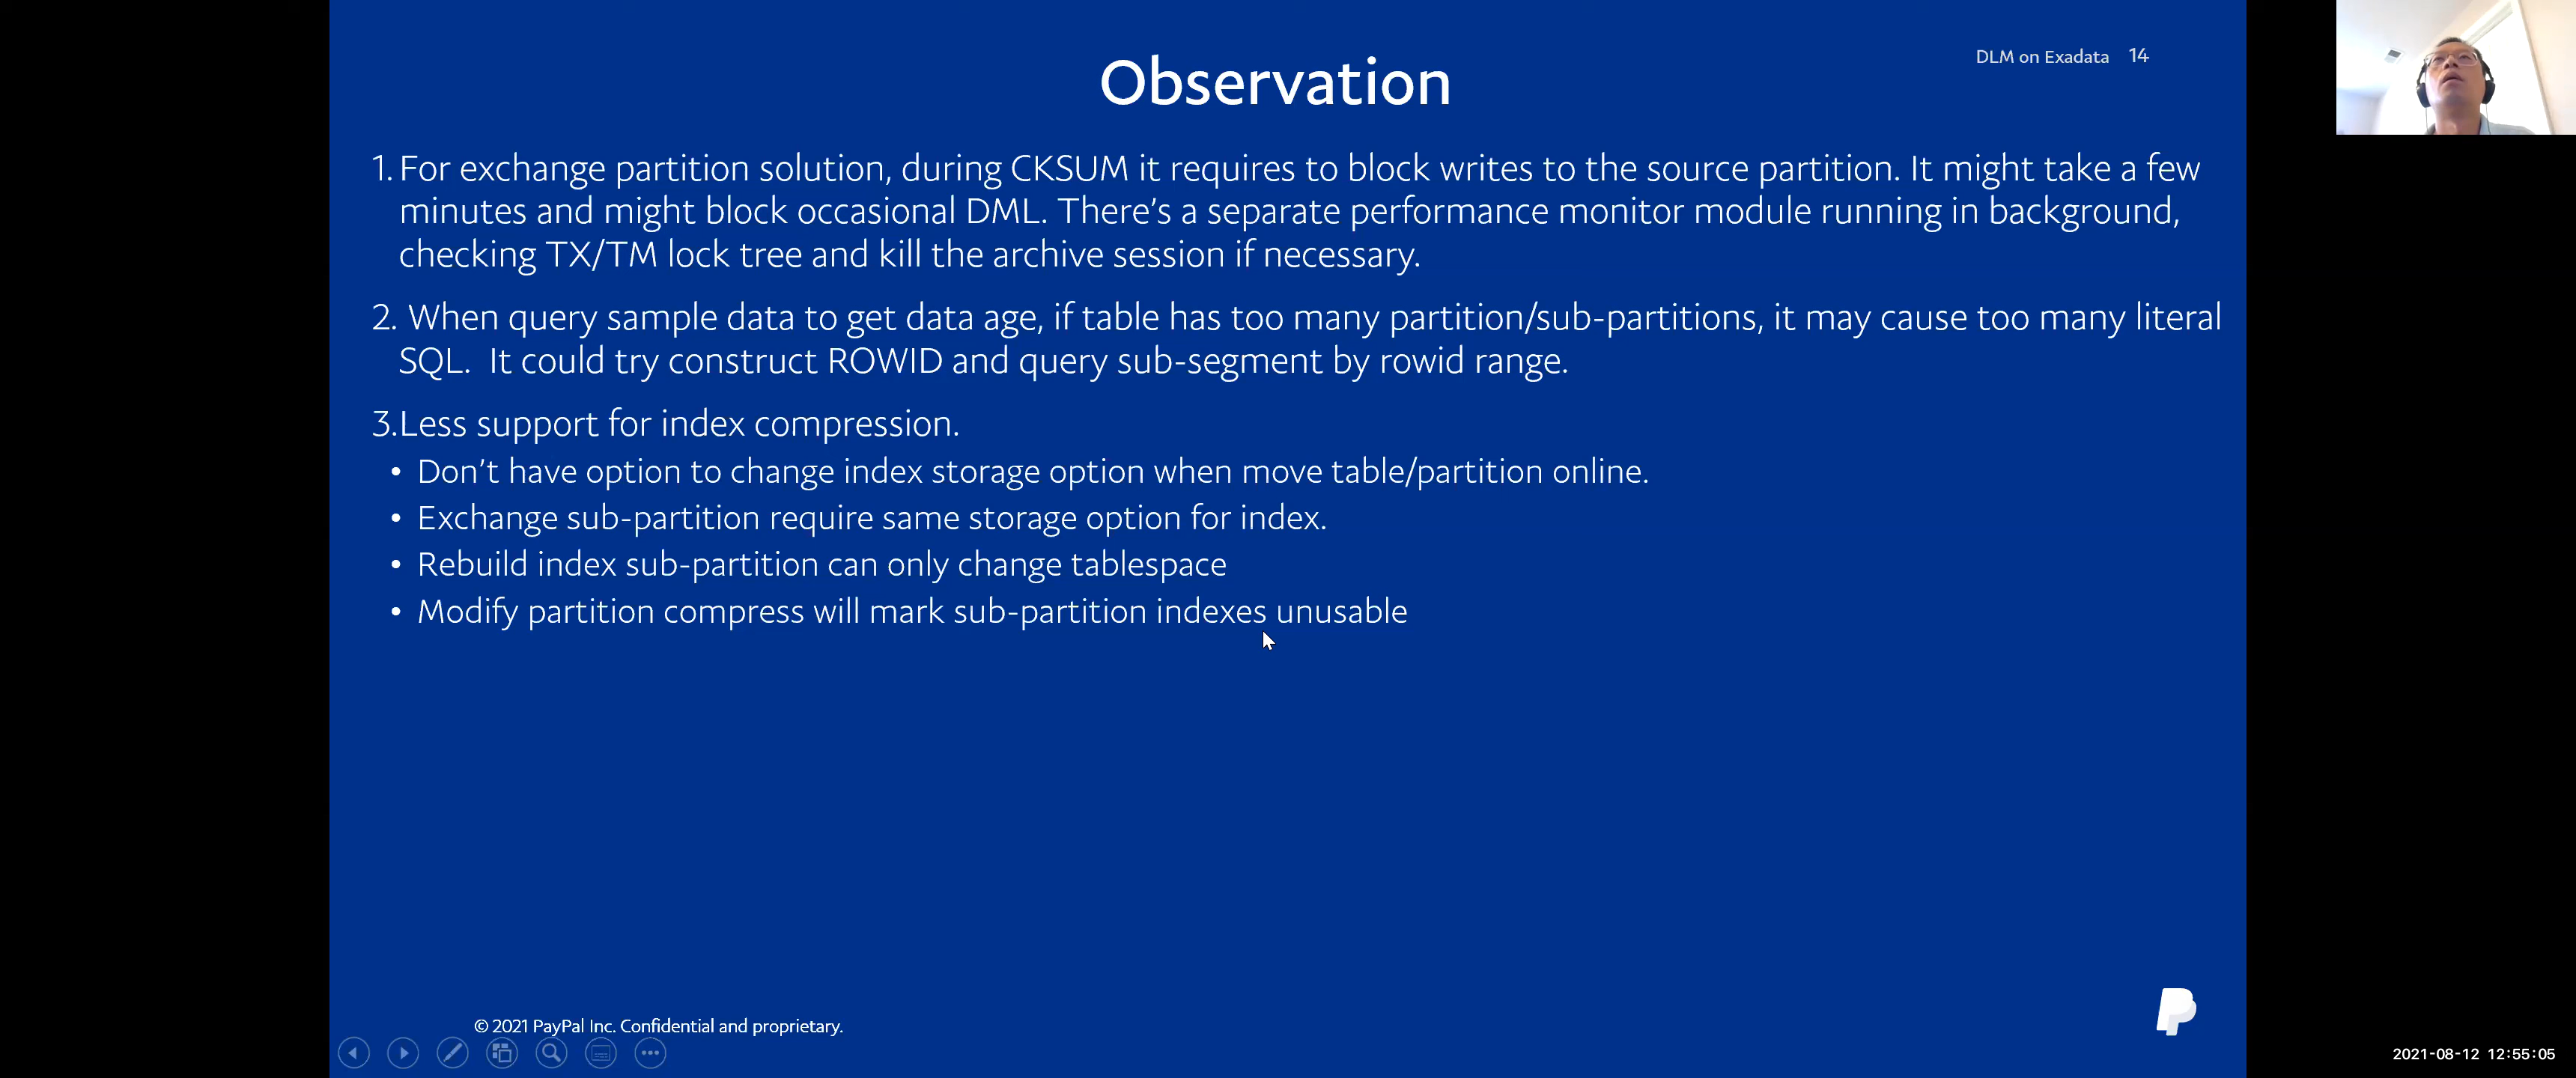 DLM on Exadata 14
Observation
1. For exchange partition solution, during CKSUM it requires to block writes to the source partition. It might take a few
minutes and might block occasional DML. There's a separate performance monitor module running in background,
checking TX/TM lock tree and kill the archive session if necessary.
2. When query sample data to get data age, if table has too many partition/sub-partitions, it may cause too many literal
SQL. It could try construct ROWID and query sub-segment by rowid range.
3.Less support for index compression.
• Don't have option to change index storage option when move table/partition online.
• Exchange sub-partition require same storage option for index.
• Rebuild index sub-partition can only change tablespace
• Modify partition compress will mark sub-partition indexes unusable
© 2021 PayPal Inc. Confidential and proprietary.
2021-08-12 12:55:05